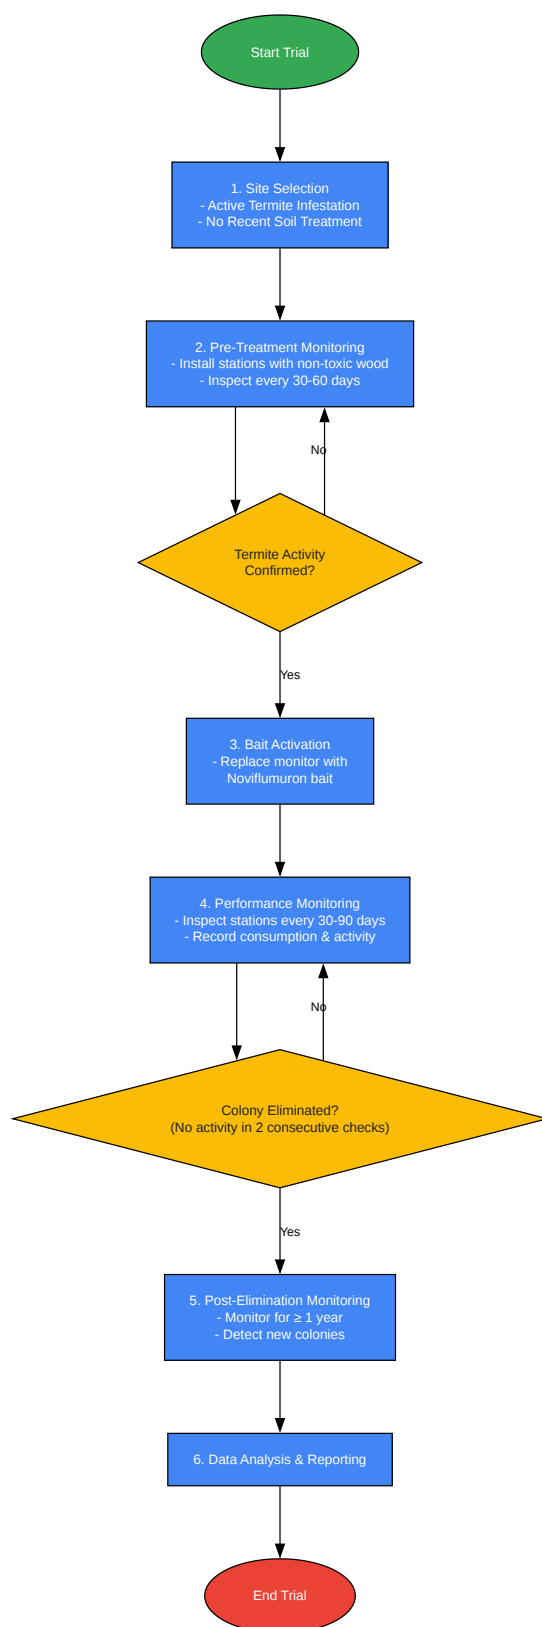 Start Trial
1. Site Selection
- Active Termite Infestation
- No Recent Soil Treatment
2. Pre-Treatment Monitoring
- Install stations with non-toxic wood
- Inspect every 30-60 days
No
Termite Activity
Confirmed?
Yes
3. Bait Activation
- Replace monitor with
Noviflumuron bait
4. Performance Monitoring
- Inspect stations every 30-90 days
- Record consumption & activity
No
Colony Eliminated?
(No activity in 2 consecutive checks)
Yes
5. Post-Elimination Monitoring
- Monitor for ≥ 1 year
- Detect new colonies
6. Data Analysis & Reporting
End Trial